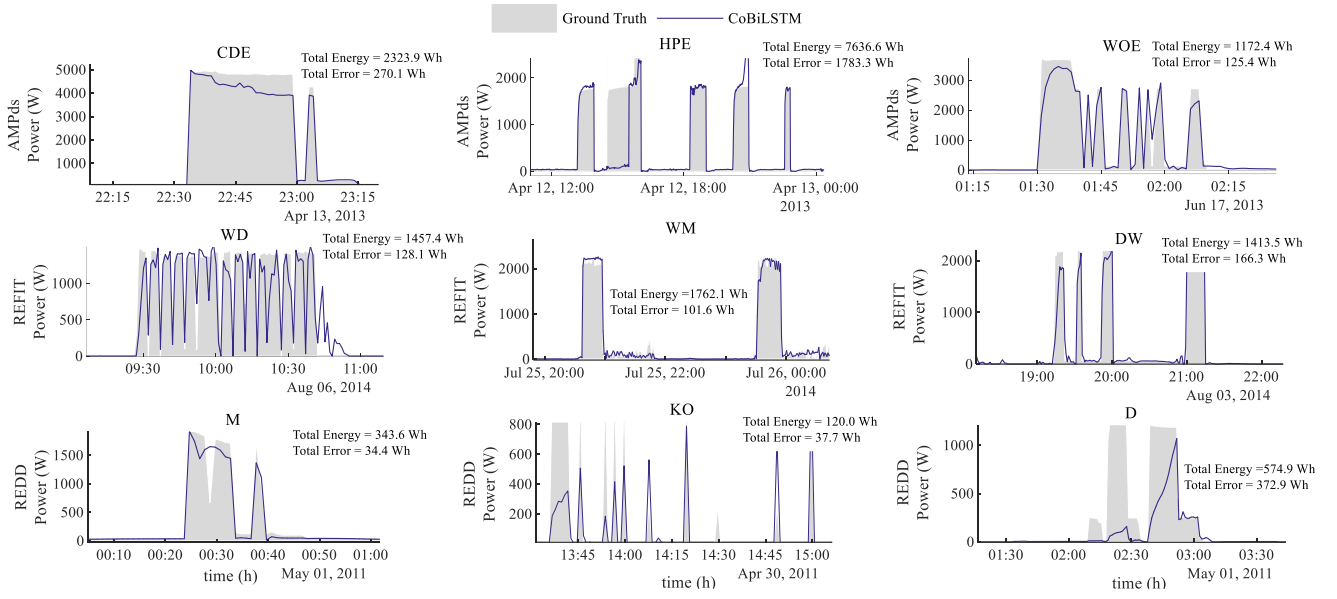 Ground Truth
CoBiLSTM
CDE
Total Energy = 2323.9 Wh
Total Error = 270.1 Wh
AMPds
Power (W)
5000
4000
3000
2000
1000
22:15 22:30 22:45 23:00 23:15
Apr 13, 2013
HPE
Total Energy = 7636.6 Wh
Total Error = 1783.3 Wh
AMPds
Power (W)
2000
1000
0
Apr 12, 12:00 Apr 12, 18:00 Apr 13, 00:00
2013
WOE
Total Energy = 1172.4 Wh
Total Error = 125.4 Wh
AMPds
Power (W)
3000
2000
1000
0
01:15 01:30 01:45 02:00 02:15
Jun 17, 2013
WD
Total Energy = 1457.4 Wh
Total Error = 128.1 Wh
REFIT
Power (W)
1000
500
0
09:30 10:00 10:30 11:00
Aug 06, 2014
WM
Total Energy =1762.1 Wh
Total Error = 101.6 Wh
REFIT
Power (W)
2000
1000
0
Jul 25, 20:00 Jul 25, 22:00 Jul 26, 00:00
2014
DW
Total Energy = 1413.5 Wh
Total Error = 166.3 Wh
REFIT
Power (W)
2000
1000
0
19:00 20:00 21:00 22:00
Aug 03, 2014
M
Total Energy = 343.6 Wh
Total Error = 34.4 Wh
REDD
Power (W)
1500
1000
500
0
00:10 00:20 00:30 00:40 00:50 01:00
time (h)
May 01, 2011
KO
Total Energy = 120.0 Wh
Total Error = 37.7 Wh
REDD
Power (W)
800
600
400
200
13:45 14:00 14:15 14:30 14:45 15:00
time (h)
Apr 30, 2011
D
Total Energy =574.9 Wh
Total Error = 372.9 Wh
REDD
Power (W)
1000
500
0
01:30 02:00 02:30 03:00 03:30
time (h)
May 01, 2011